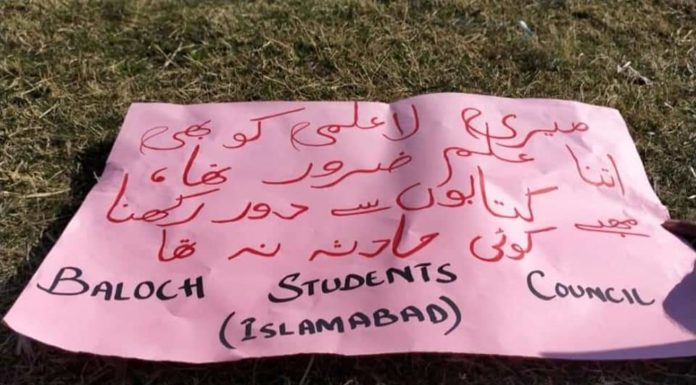 میری لاعلمی کو بھی
اتنا علم ضرور تھا،
کتابوں سے دور رکھنا
مجھے کوئی حادثہ نہ تھا
BALOCH STUDENTS COUNCIL
(ISLAMABAD)